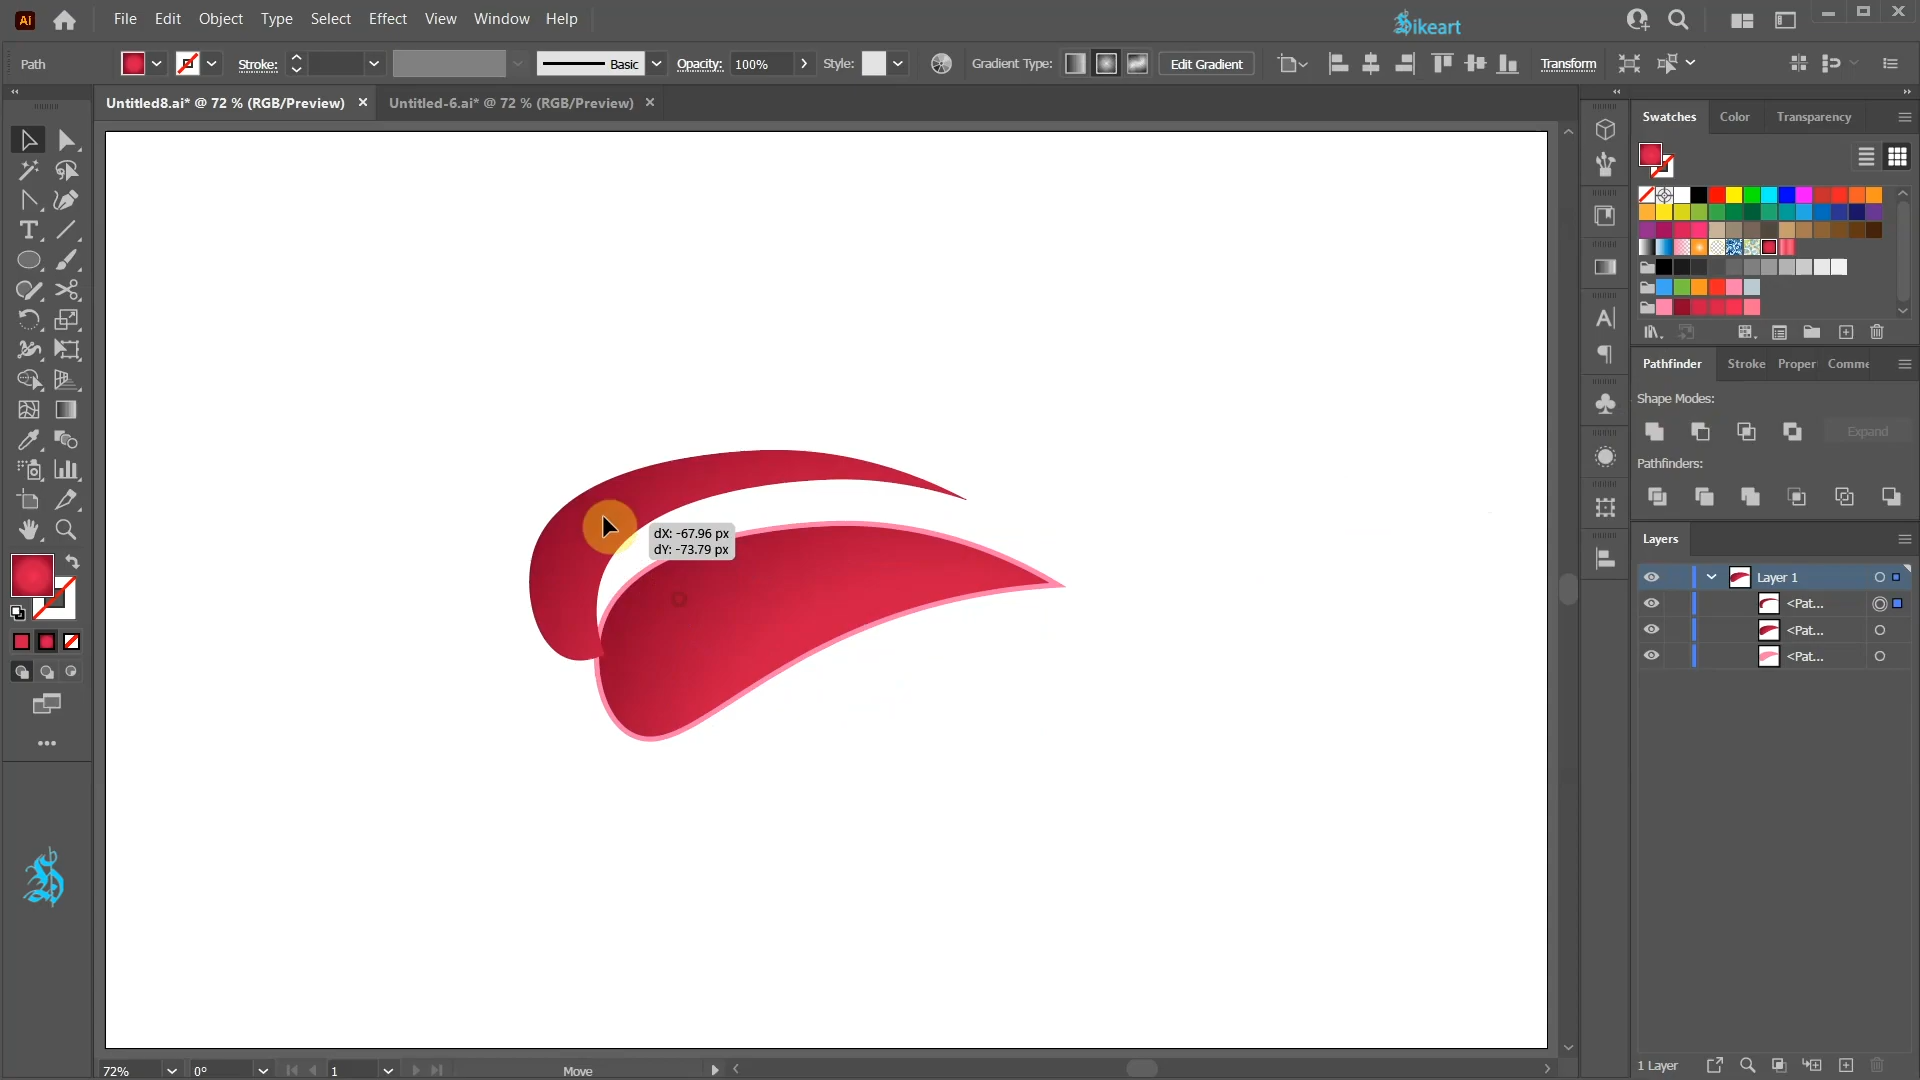 Ai File Edit Object Type Select Effect View Window Help Sikeart
Path Stroke: Basic Opacity: 100% Style: Gradient Type: Edit Gradient Transform
Untitled8.ai* @ 72 % (RGB/Preview) × Untitled-6.ai* @ 72 % (RGB/Preview) ×
Swatches Color Transparency
Pathfinder Stroke Proper Comme
Shape Modes:
Expand
Pathfinders:
dX: -67.96 px
dY: -73.79 px
Layers
Layer 1
<Pat...
<Pat...
<Pat...
1 Layer
72% 0° 1 Move